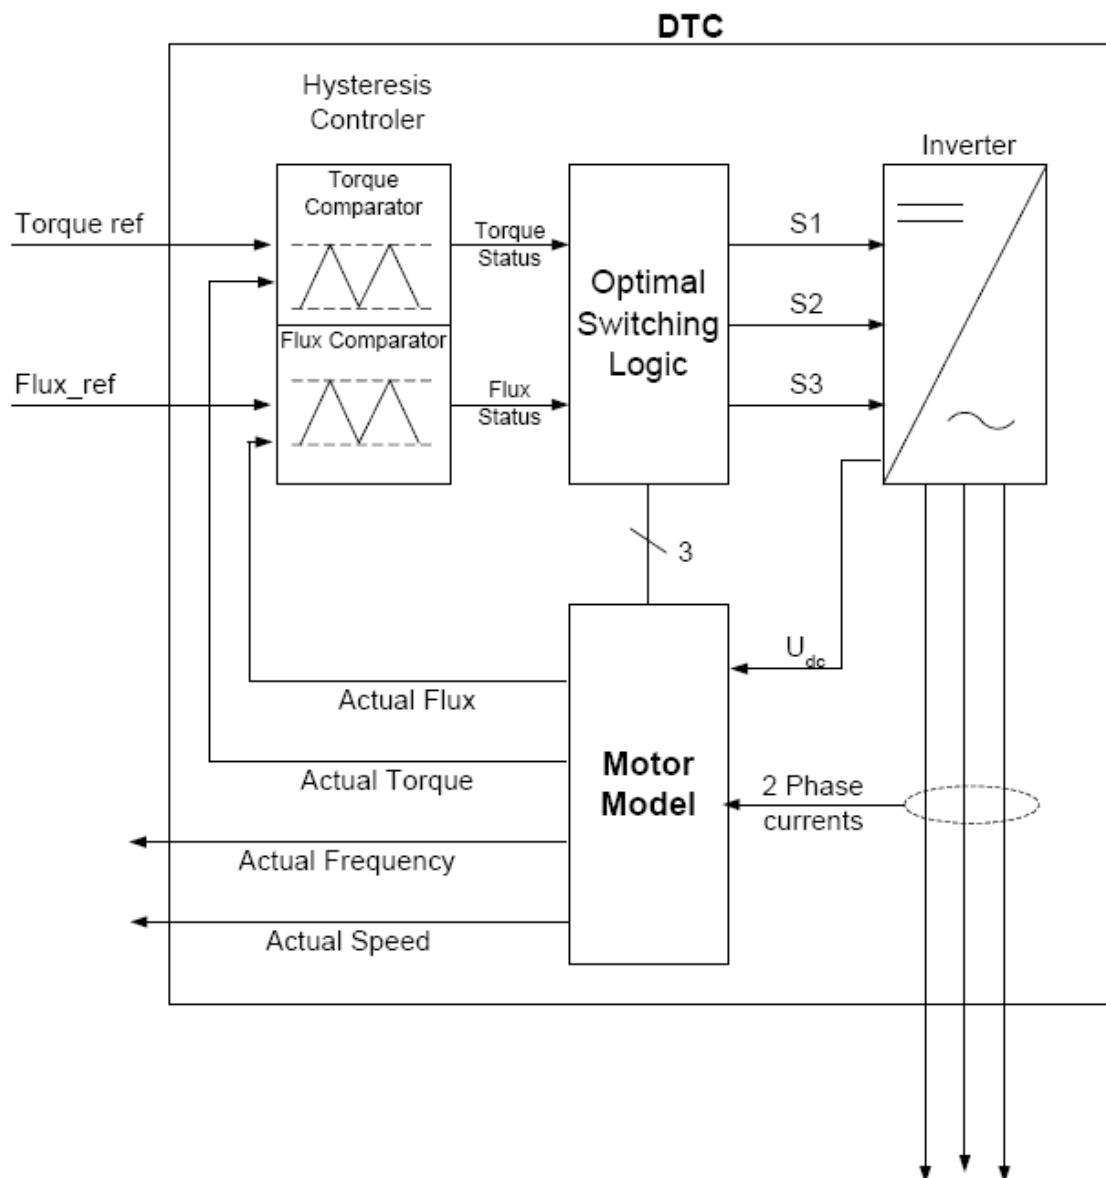 DTC
Hysteresis
Controler
Inverter
Torque
Comparator
Torque ref
Torque
Status
S1
Optimal
Switching
Logic
S2
Flux Comparator
Flux_ref
Flux
Status
S3
3
U dc
Actual Flux
Motor
Model
Actual Torque
2 Phase
currents
Actual Frequency
Actual Speed